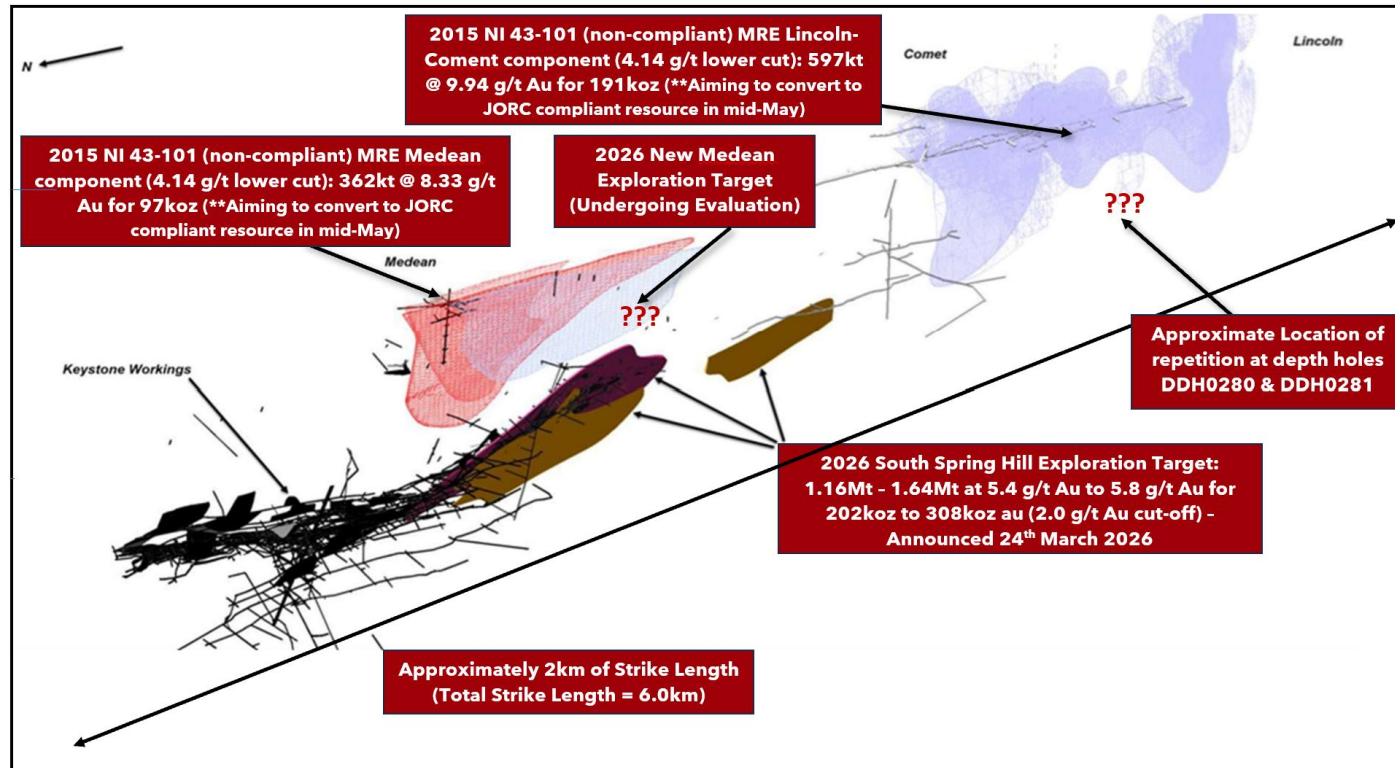 N
2015 NI 43-101 (non-compliant) MRE Lincoln-
Coment component (4.14 g/t lower cut): 597kt
@ 9.94 g/t Au for 191koz (**Aiming to convert to
JORC compliant resource in mid-May)
Comet
Lincoln
2015 NI 43-101 (non-compliant) MRE Medean
component (4.14 g/t lower cut): 362kt @ 8.33 g/t
Au for 97koz (**Aiming to convert to JORC
compliant resource in mid-May)
2026 New Medean
Exploration Target
(Undergoing Evaluation)
???
Medean
???
Keystone Workings
Approximate Location of
repetition at depth holes
DDH0280 & DDH0281
2026 South Spring Hill Exploration Target:
1.16Mt – 1.64Mt at 5.4 g/t Au to 5.8 g/t Au for
202koz to 308koz au (2.0 g/t Au cut-off) –
Announced 24th March 2026
Approximately 2km of Strike Length
(Total Strike Length = 6.0km)